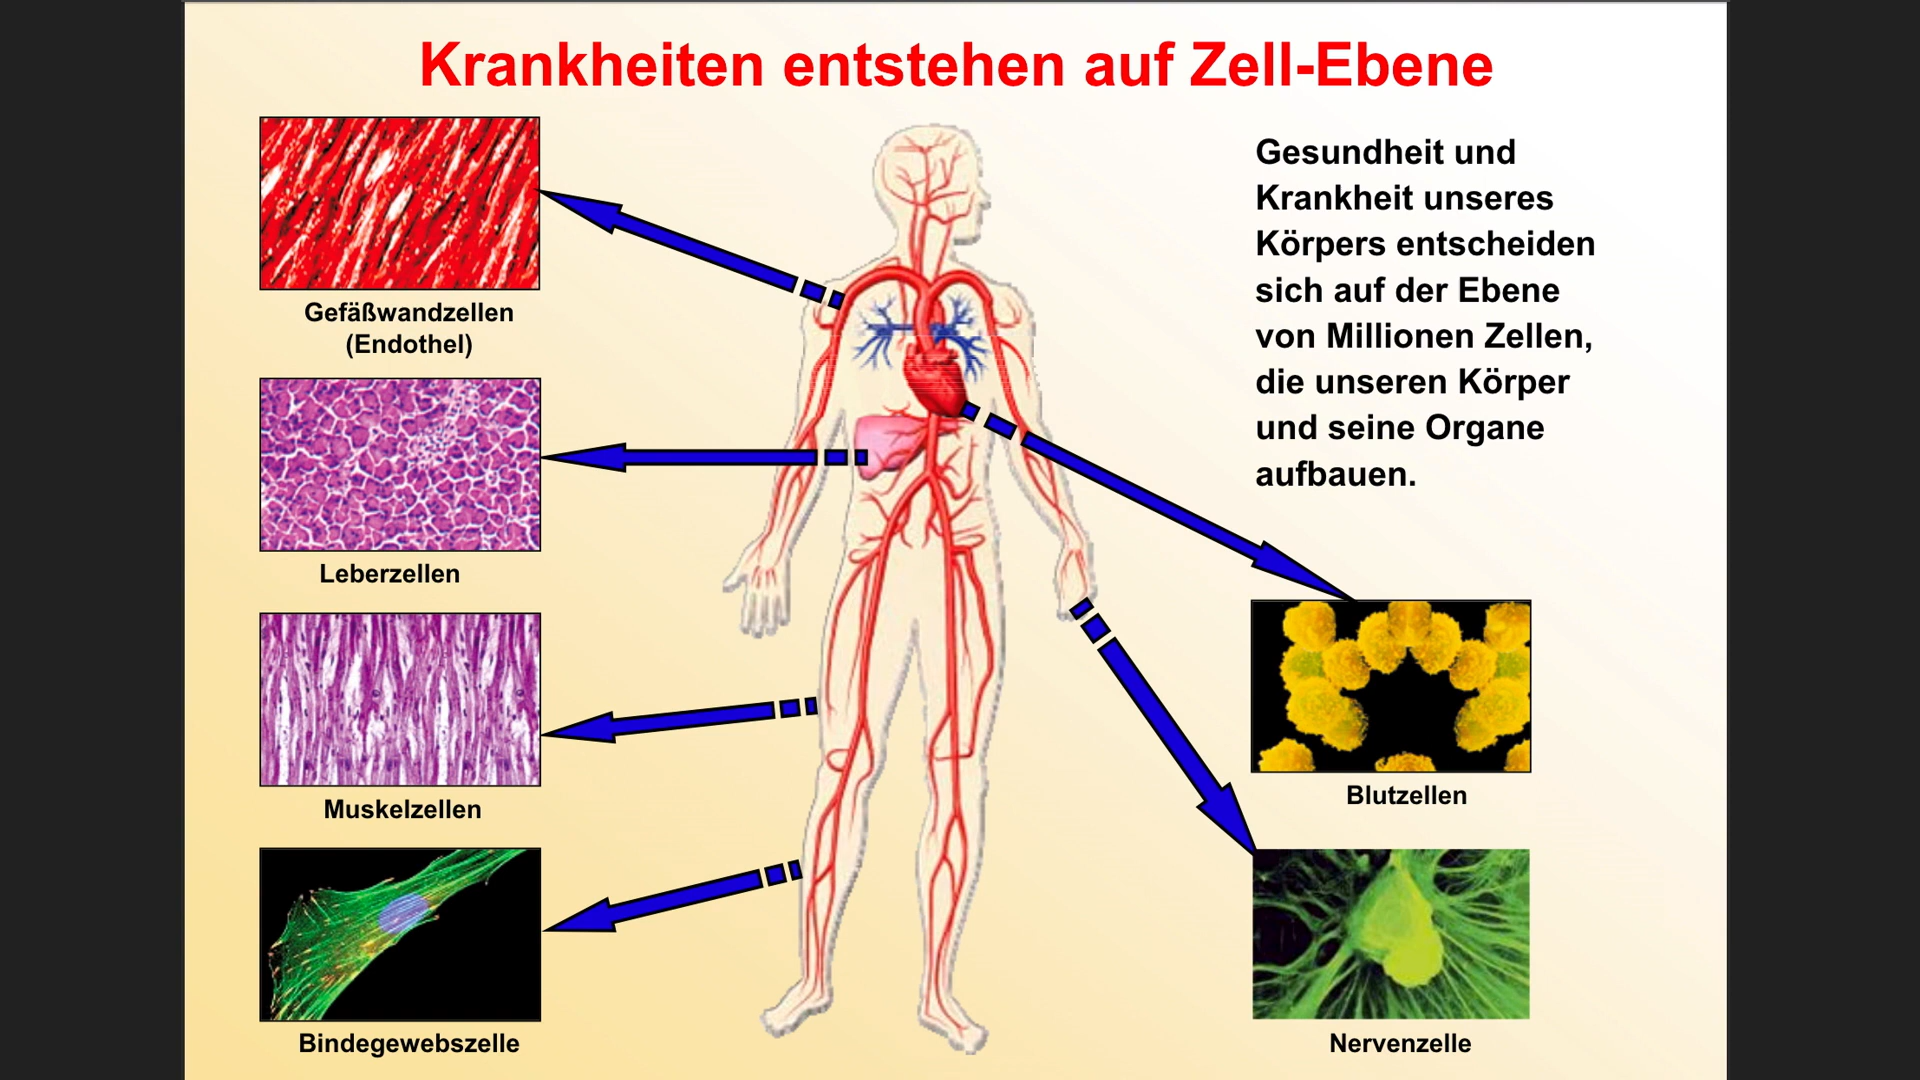 Krankheiten entstehen auf Zell-Ebene
Gefäßwandzellen
(Endothel)
Leberzellen
Muskelzellen
Bindegewebszelle
Gesundheit und
Krankheit unseres
Körpers entscheiden
sich auf der Ebene
von Millionen Zellen,
die unseren Körper
und seine Organe
aufbauen.
Blutzellen
Nervenzelle